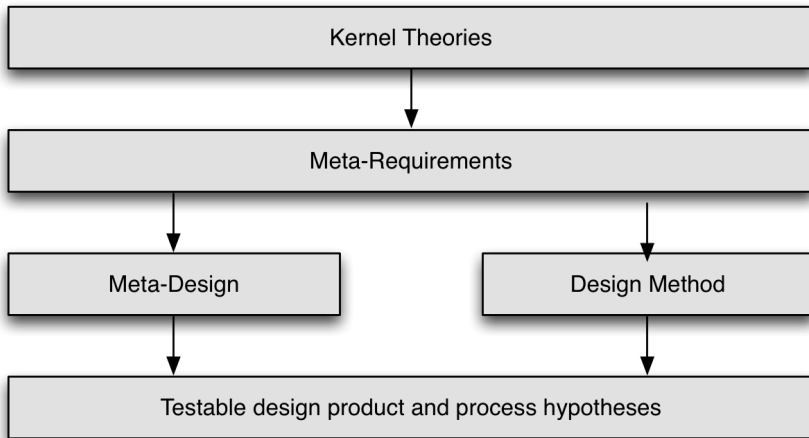 Kernel Theories
Meta-Requirements
Meta-Design
Design Method
Testable design product and process hypotheses